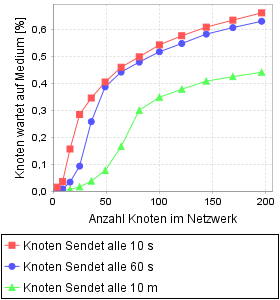 Knoten wartet auf Medium [%]
0,6
0,5
0,4
0,3
0,2
0,1
0,0
0 50 100 150 200
Anzahl Knoten im Netzwerk
Knoten Sendet alle 10 s
Knoten Sendet alle 60 s
Knoten Sendet alle 10 m